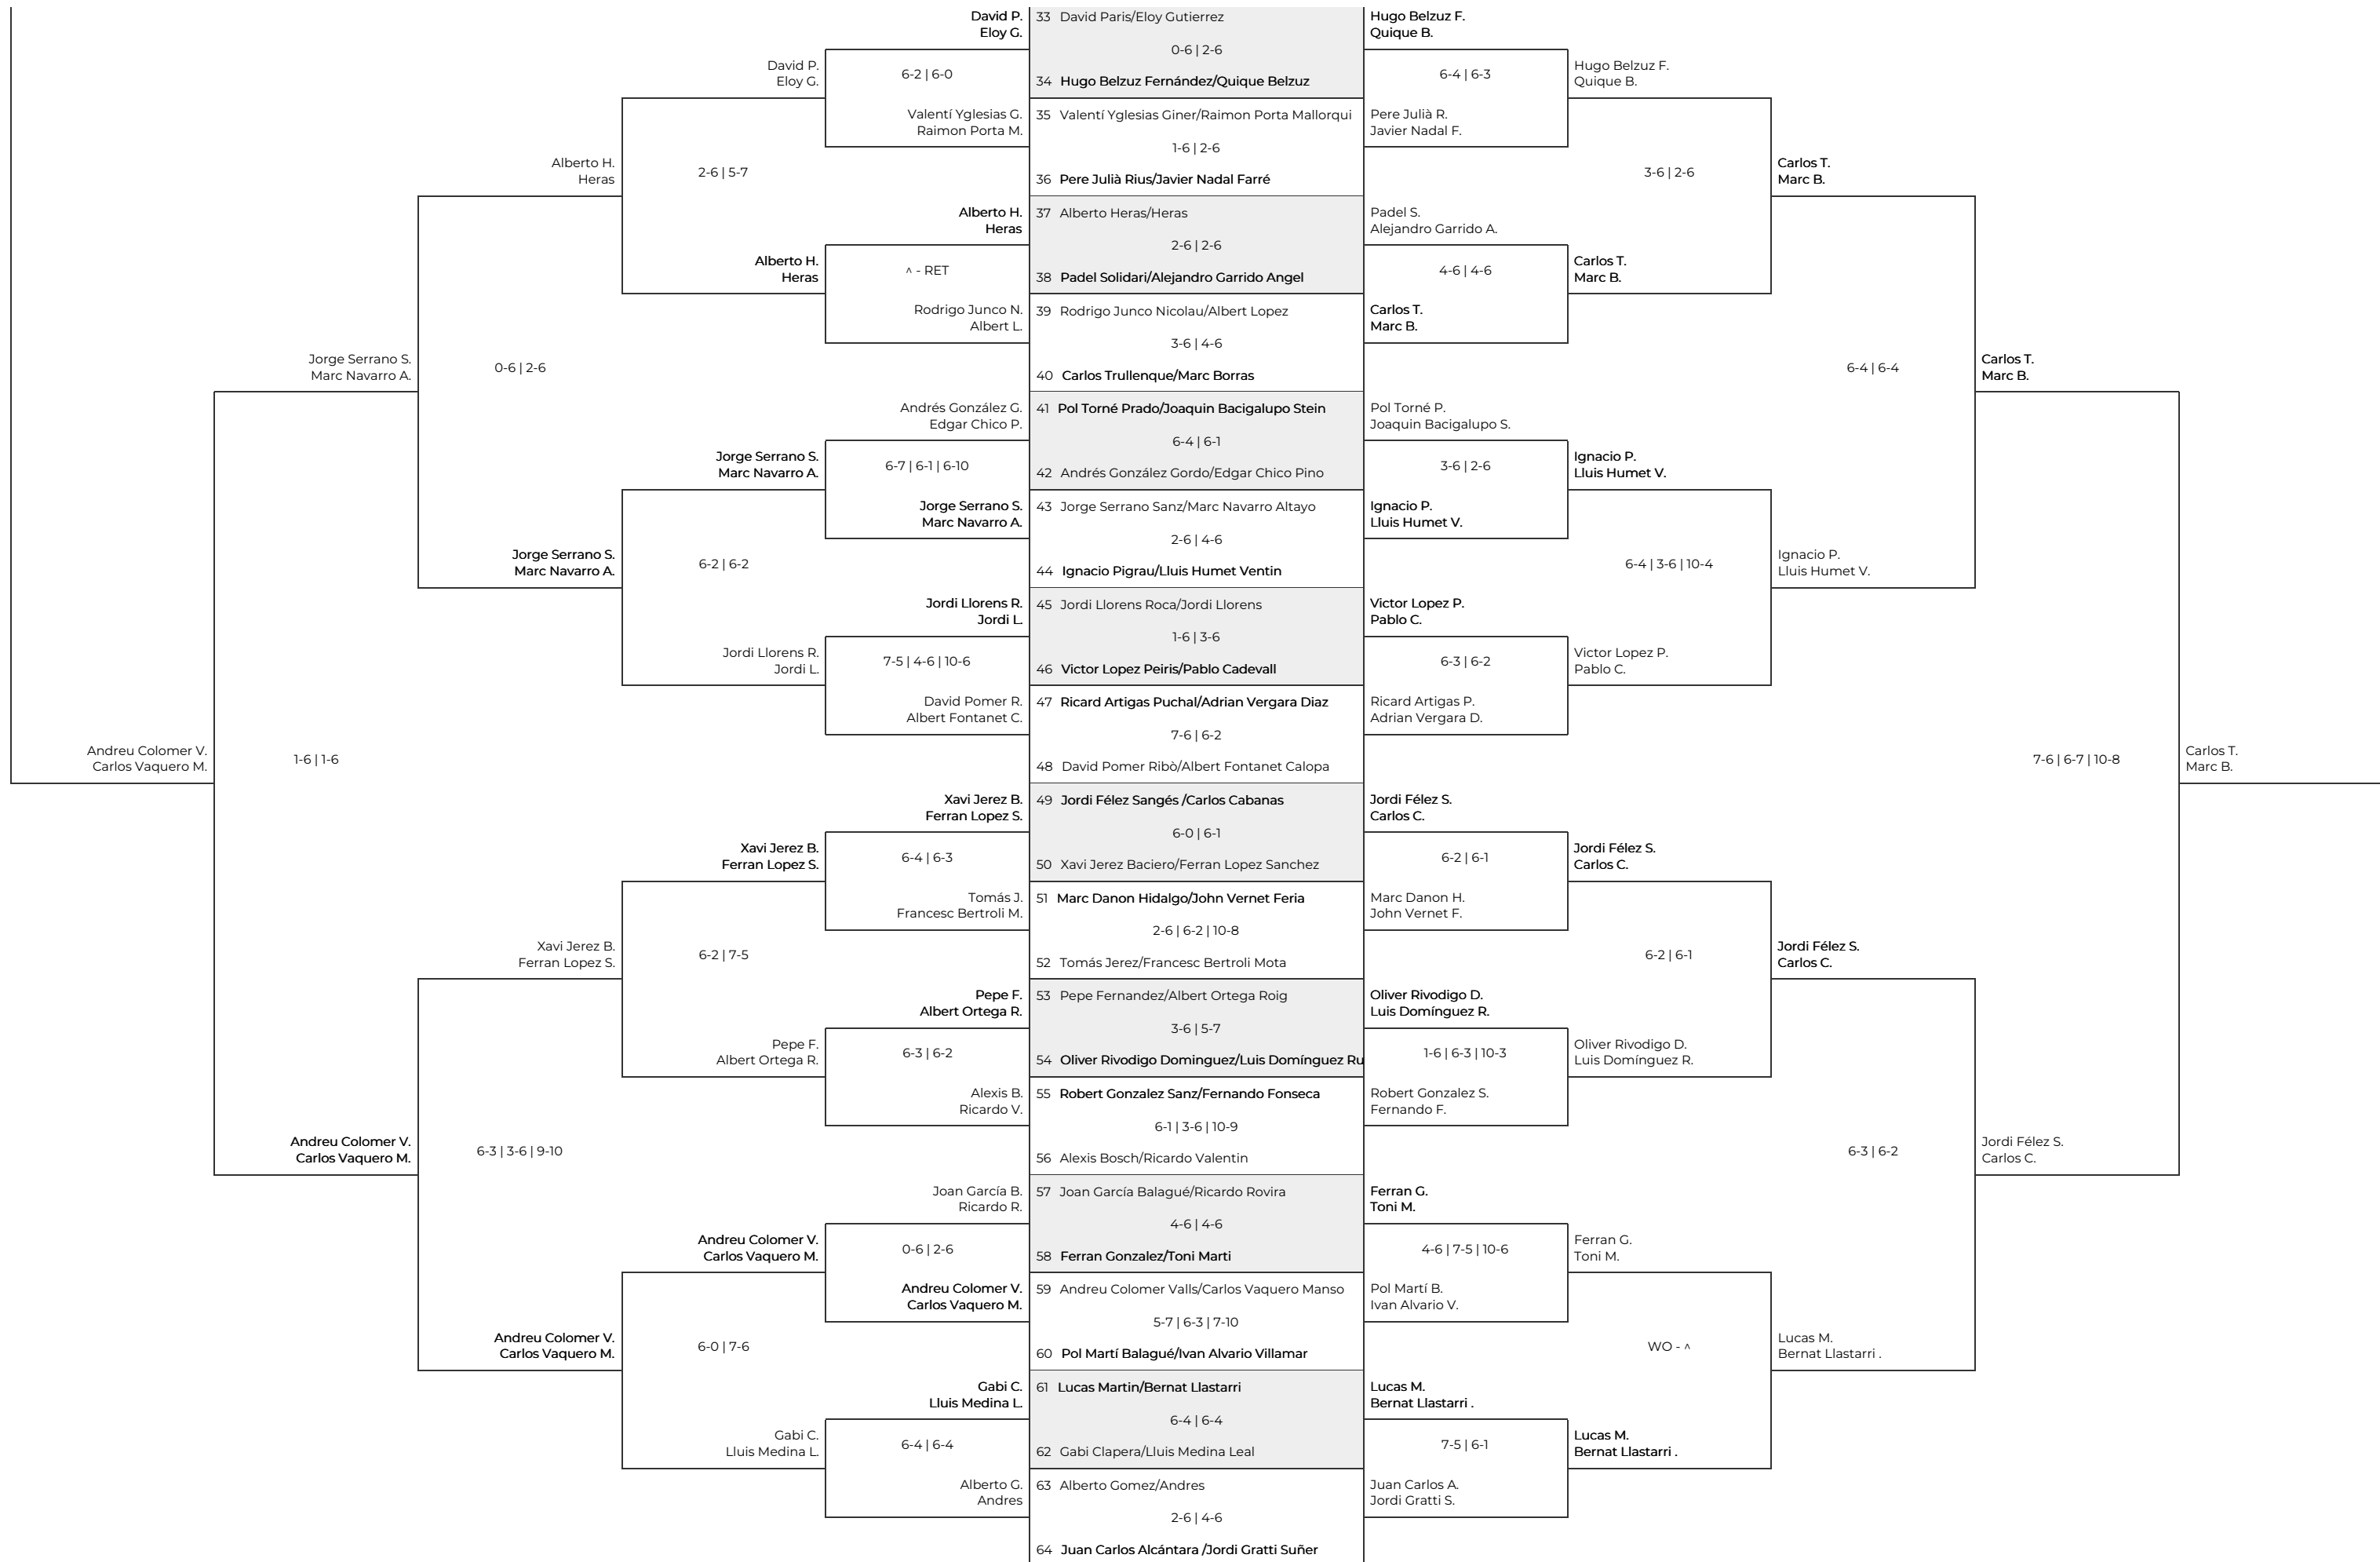 David P.
Eloy G.
33 David Paris/Eloy Gutierrez
Hugo Belzuz F.
Quique B.
0-6 | 2-6
David P.
Eloy G.
6-2 | 6-0
34 Hugo Belzuz Fernández/Quique Belzuz
6-4 | 6-3
Hugo Belzuz F.
Quique B.
Valentí Yglesias G.
Raimon Porta M.
35 Valentí Yglesias Giner/Raimon Porta Mallorqui
Pere Julià R.
Javier Nadal F.
1-6 | 2-6
Alberto H.
Heras
2-6 | 5-7
36 Pere Julià Rius/Javier Nadal Farré
3-6 | 2-6
Carlos T.
Marc B.
Alberto H.
Heras
37 Alberto Heras/Heras
Padel S.
Alejandro Garrido A.
2-6 | 2-6
Alberto H.
Heras
^ - RET
38 Padel Solidari/Alejandro Garrido Angel
4-6 | 4-6
Carlos T.
Marc B.
Rodrigo Junco N.
Albert L.
39 Rodrigo Junco Nicolau/Albert Lopez
Carlos T.
Marc B.
3-6 | 4-6
Jorge Serrano S.
Marc Navarro A.
0-6 | 2-6
40 Carlos Trullenque/Marc Borras
6-4 | 6-4
Carlos T.
Marc B.
Andrés González G.
Edgar Chico P.
41 Pol Torné Prado/Joaquin Bacigalupo Stein
Pol Torné P.
Joaquin Bacigalupo S.
6-4 | 6-1
Jorge Serrano S.
Marc Navarro A.
6-7 | 6-1 | 6-10
42 Andrés González Gordo/Edgar Chico Pino
3-6 | 2-6
Ignacio P.
Lluis Humet V.
Jorge Serrano S.
Marc Navarro A.
43 Jorge Serrano Sanz/Marc Navarro Altayo
Ignacio P.
Lluis Humet V.
2-6 | 4-6
Jorge Serrano S.
Marc Navarro A.
6-2 | 6-2
44 Ignacio Pigrau/Lluis Humet Ventin
6-4 | 3-6 | 10-4
Ignacio P.
Lluis Humet V.
Jordi Llorens R.
Jordi L.
45 Jordi Llorens Roca/Jordi Llorens
Victor Lopez P.
Pablo C.
1-6 | 3-6
Jordi Llorens R.
Jordi L.
7-5 | 4-6 | 10-6
46 Victor Lopez Peiris/Pablo Cadevall
6-3 | 6-2
Victor Lopez P.
Pablo C.
David Pomer R.
Albert Fontanet C.
47 Ricard Artigas Puchal/Adrian Vergara Diaz
Ricard Artigas P.
Adrian Vergara D.
7-6 | 6-2
Andreu Colomer V.
Carlos Vaquero M.
1-6 | 1-6
48 David Pomer Ribò/Albert Fontanet Calopa
7-6 | 6-7 | 10-8
Carlos T.
Marc B.
Xavi Jerez B.
Ferran Lopez S.
49 Jordi Félez Sangés /Carlos Cabanas
Jordi Félez S.
Carlos C.
6-0 | 6-1
Xavi Jerez B.
Ferran Lopez S.
6-4 | 6-3
50 Xavi Jerez Baciero/Ferran Lopez Sanchez
6-2 | 6-1
Jordi Félez S.
Carlos C.
Tomás J.
Francesc Bertroli M.
51 Marc Danon Hidalgo/John Vernet Feria
Marc Danon H.
John Vernet F.
2-6 | 6-2 | 10-8
Xavi Jerez B.
Ferran Lopez S.
6-2 | 7-5
52 Tomás Jerez/Francesc Bertroli Mota
6-2 | 6-1
Jordi Félez S.
Carlos C.
Pepe F.
Albert Ortega R.
53 Pepe Fernandez/Albert Ortega Roig
Oliver Rivodigo D.
Luis Domínguez R.
3-6 | 5-7
Pepe F.
Albert Ortega R.
6-3 | 6-2
54 Oliver Rivodigo Dominguez/Luis Domínguez Ru
1-6 | 6-3 | 10-3
Oliver Rivodigo D.
Luis Domínguez R.
Alexis B.
Ricardo V.
55 Robert Gonzalez Sanz/Fernando Fonseca
Robert Gonzalez S.
Fernando F.
6-1 | 3-6 | 10-9
Andreu Colomer V.
Carlos Vaquero M.
6-3 | 3-6 | 9-10
56 Alexis Bosch/Ricardo Valentin
6-3 | 6-2
Jordi Félez S.
Carlos C.
Joan García B.
Ricardo R.
57 Joan García Balagué/Ricardo Rovira
Ferran G.
Toni M.
4-6 | 4-6
Andreu Colomer V.
Carlos Vaquero M.
0-6 | 2-6
58 Ferran Gonzalez/Toni Marti
4-6 | 7-5 | 10-6
Ferran G.
Toni M.
Andreu Colomer V.
Carlos Vaquero M.
59 Andreu Colomer Valls/Carlos Vaquero Manso
Pol Martí B.
Ivan Alvario V.
5-7 | 6-3 | 7-10
Andreu Colomer V.
Carlos Vaquero M.
6-0 | 7-6
60 Pol Martí Balagué/Ivan Alvario Villamar
WO - ^
Lucas M.
Bernat Llastarri .
Gabi C.
Lluis Medina L.
61 Lucas Martin/Bernat Llastarri
Lucas M.
Bernat Llastarri .
6-4 | 6-4
Gabi C.
Lluis Medina L.
6-4 | 6-4
62 Gabi Clapera/Lluis Medina Leal
7-5 | 6-1
Lucas M.
Bernat Llastarri .
Alberto G.
Andres
63 Alberto Gomez/Andres
Juan Carlos A.
Jordi Gratti S.
2-6 | 4-6
64 Juan Carlos Alcántara /Jordi Gratti Suñer